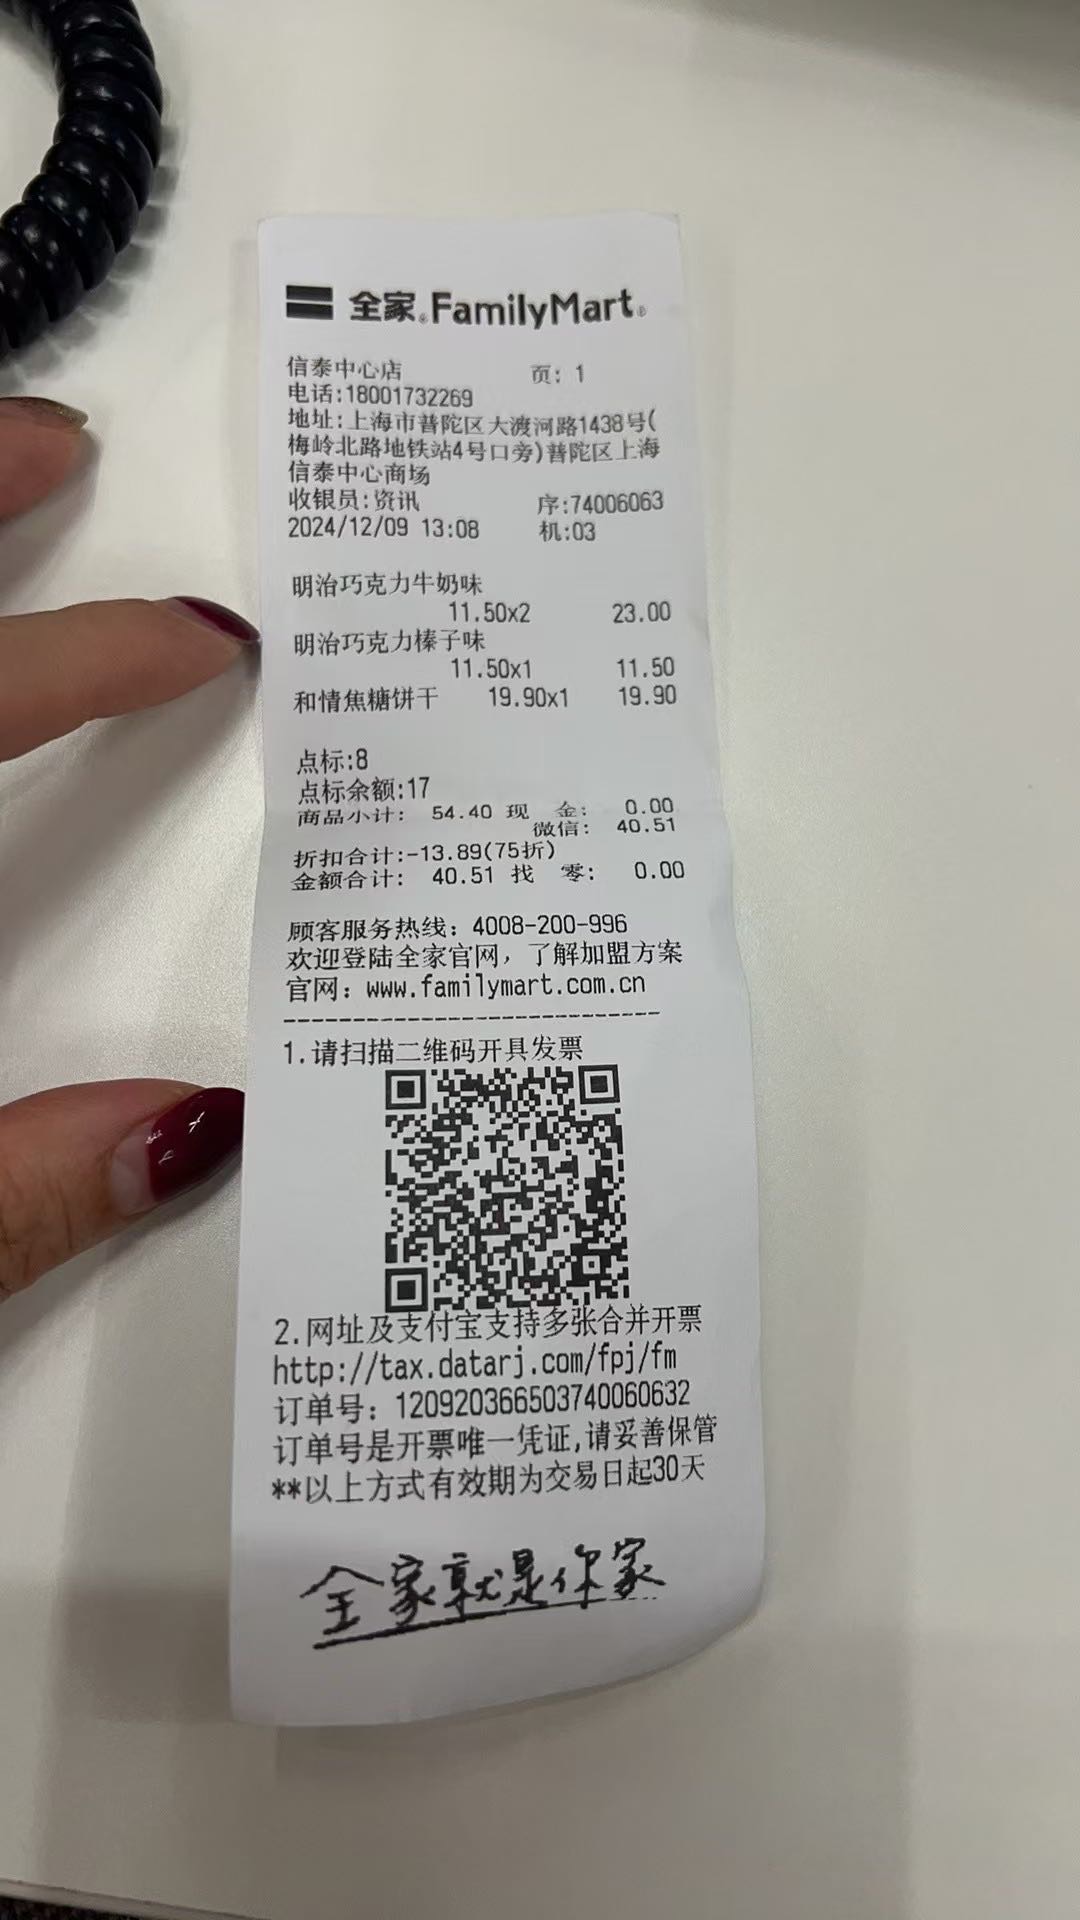 全家®FamilyMart®
信泰中心店 页: 1
电话:18001732269
地址:上海市普陀区大渡河路1438号(
梅岭北路地铁站4号口旁)普陀区上海
信泰中心商场
收银员:资讯 序:74006063
2024/12/09 13:08 机:03
明治巧克力牛奶味
11.50x2 23.00
明治巧克力榛子味
11.50x1 11.50
和情焦糖饼干 19.90x1 19.90
点标:8
点标余额:17
商品小计: 54.40 现 金: 0.00
微信: 40.51
折扣合计:-13.89(75折)
金额合计: 40.51 找 零: 0.00
顾客服务热线: 4008-200-996
欢迎登陆全家官网，了解加盟方案
官网: www.familymart.com.cn
----------------------------
1.请扫描二维码开具发票
2.网址及支付宝支持多张合并开票
http://tax.datarj.com/fpj/fm
订单号: 120920366503740060632
订单号是开票唯一凭证,请妥善保管
**以上方式有效期为交易日起30天
全家就是你家